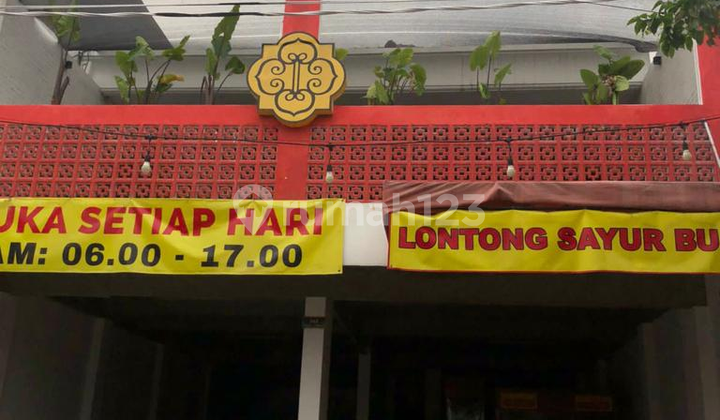 UKA SETIAP HARI
AM: 06.00 - 17.00
LONTONG SAYUR BU
rumah123